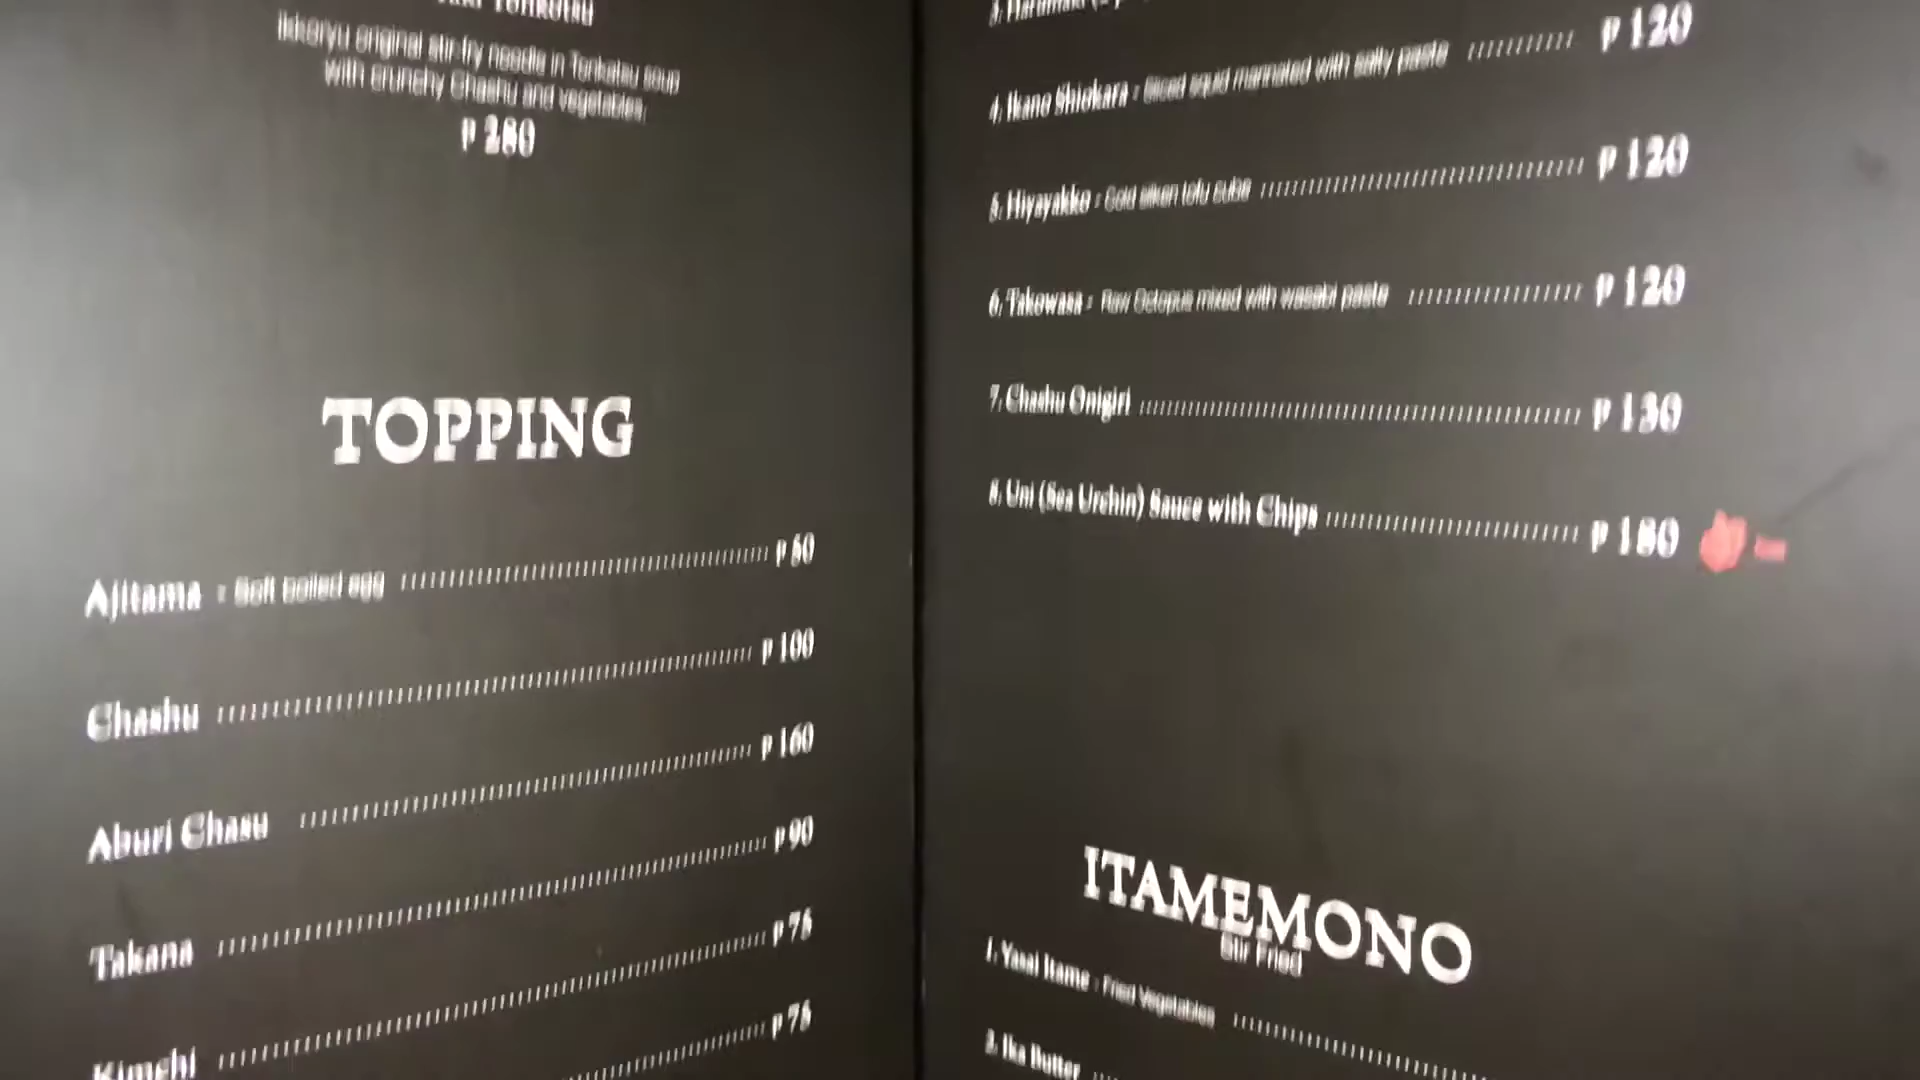 Tonkotsu
Ikkoryu original stir-fry noodle in Tonkatsu soup
with crunchy Chashu and vegetables.
₱ 280
TOPPING
Ajitama - Soft boiled egg ₱ 50
Chashu ₱ 100
Aburi Chasu ₱ 160
Takana ₱ 90
Kimchi ₱ 75
₱ 75
₱ 120
4. Ikano Shiokara - Sliced squid marinated with salty paste
₱ 120
5. Hiyayakko - Cold silken tofu cube
₱ 120
6. Takowasa - Raw Octopus mixed with wasabi paste
7. Chashu Onigiri ₱ 130
8. Uni (Sea Urchin) Sauce with Chips ₱ 180
ITAMEMONO
Stir Fried
1. Yasai Itame - Fried Vegetables
2. Ika Butter